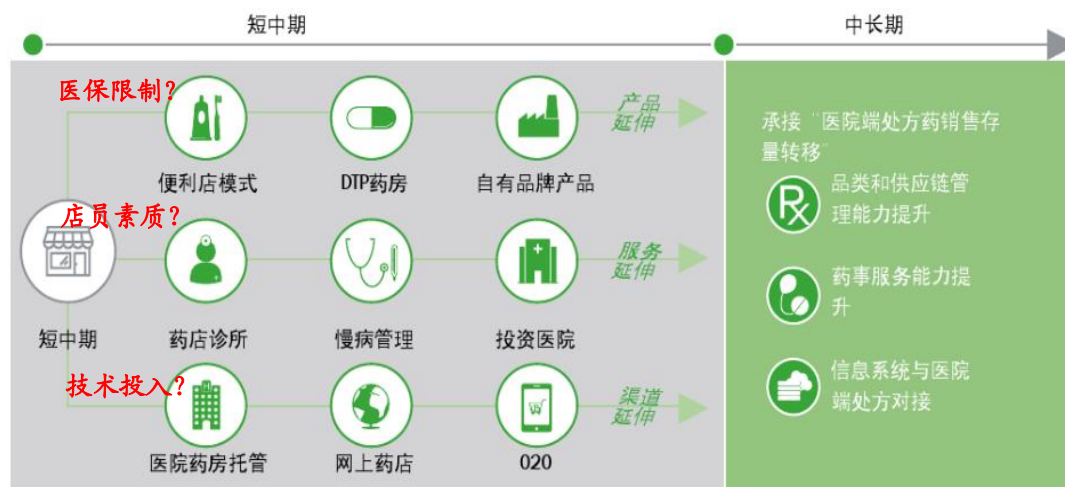 短中期
中长期
医保限制?
产品
延伸
便利店模式
DTP药房
自有品牌产品
店员素质?
服务
延伸
短中期
药店诊所
慢病管理
投资医院
技术投入?
渠道
延伸
医院药房托管
网上药店
020
承接“医院端处方药销售存
量转移”
Rx
品类和供应链管
理能力提升
药事服务能力提
升
信息系统与医院
端处方对接